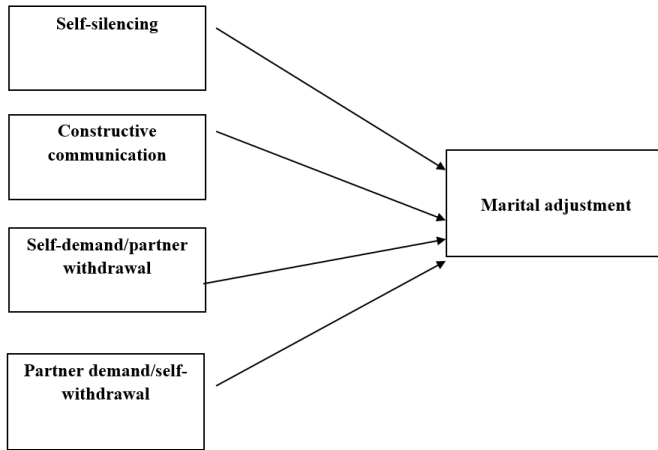 Self-silencing
Constructive
communication
Self-demand/partner
withdrawal
Partner demand/self-
withdrawal
Marital adjustment